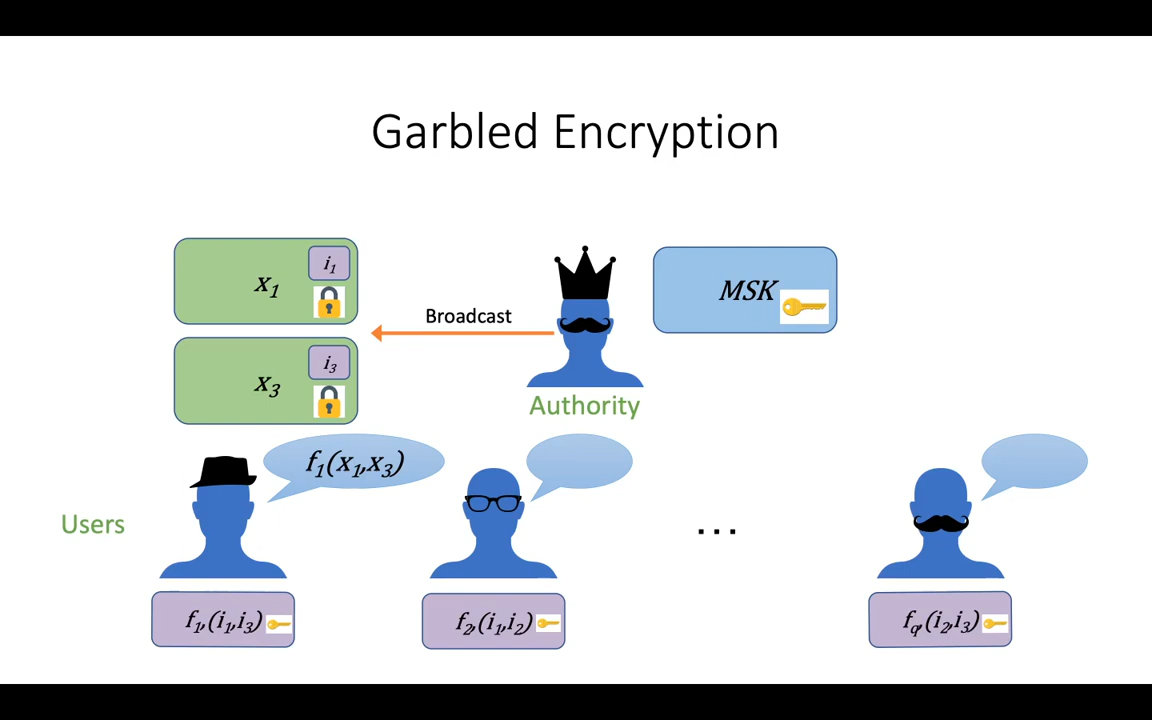 Garbled Encryption
x₁
i₁
MSK
Broadcast
x₃
i₃
Authority
f₁(x₁,x₃)
Users
...
f₁,(i₁,i₃)
f₂,(i₁,i₂)
f_q,(i₂,i₃)